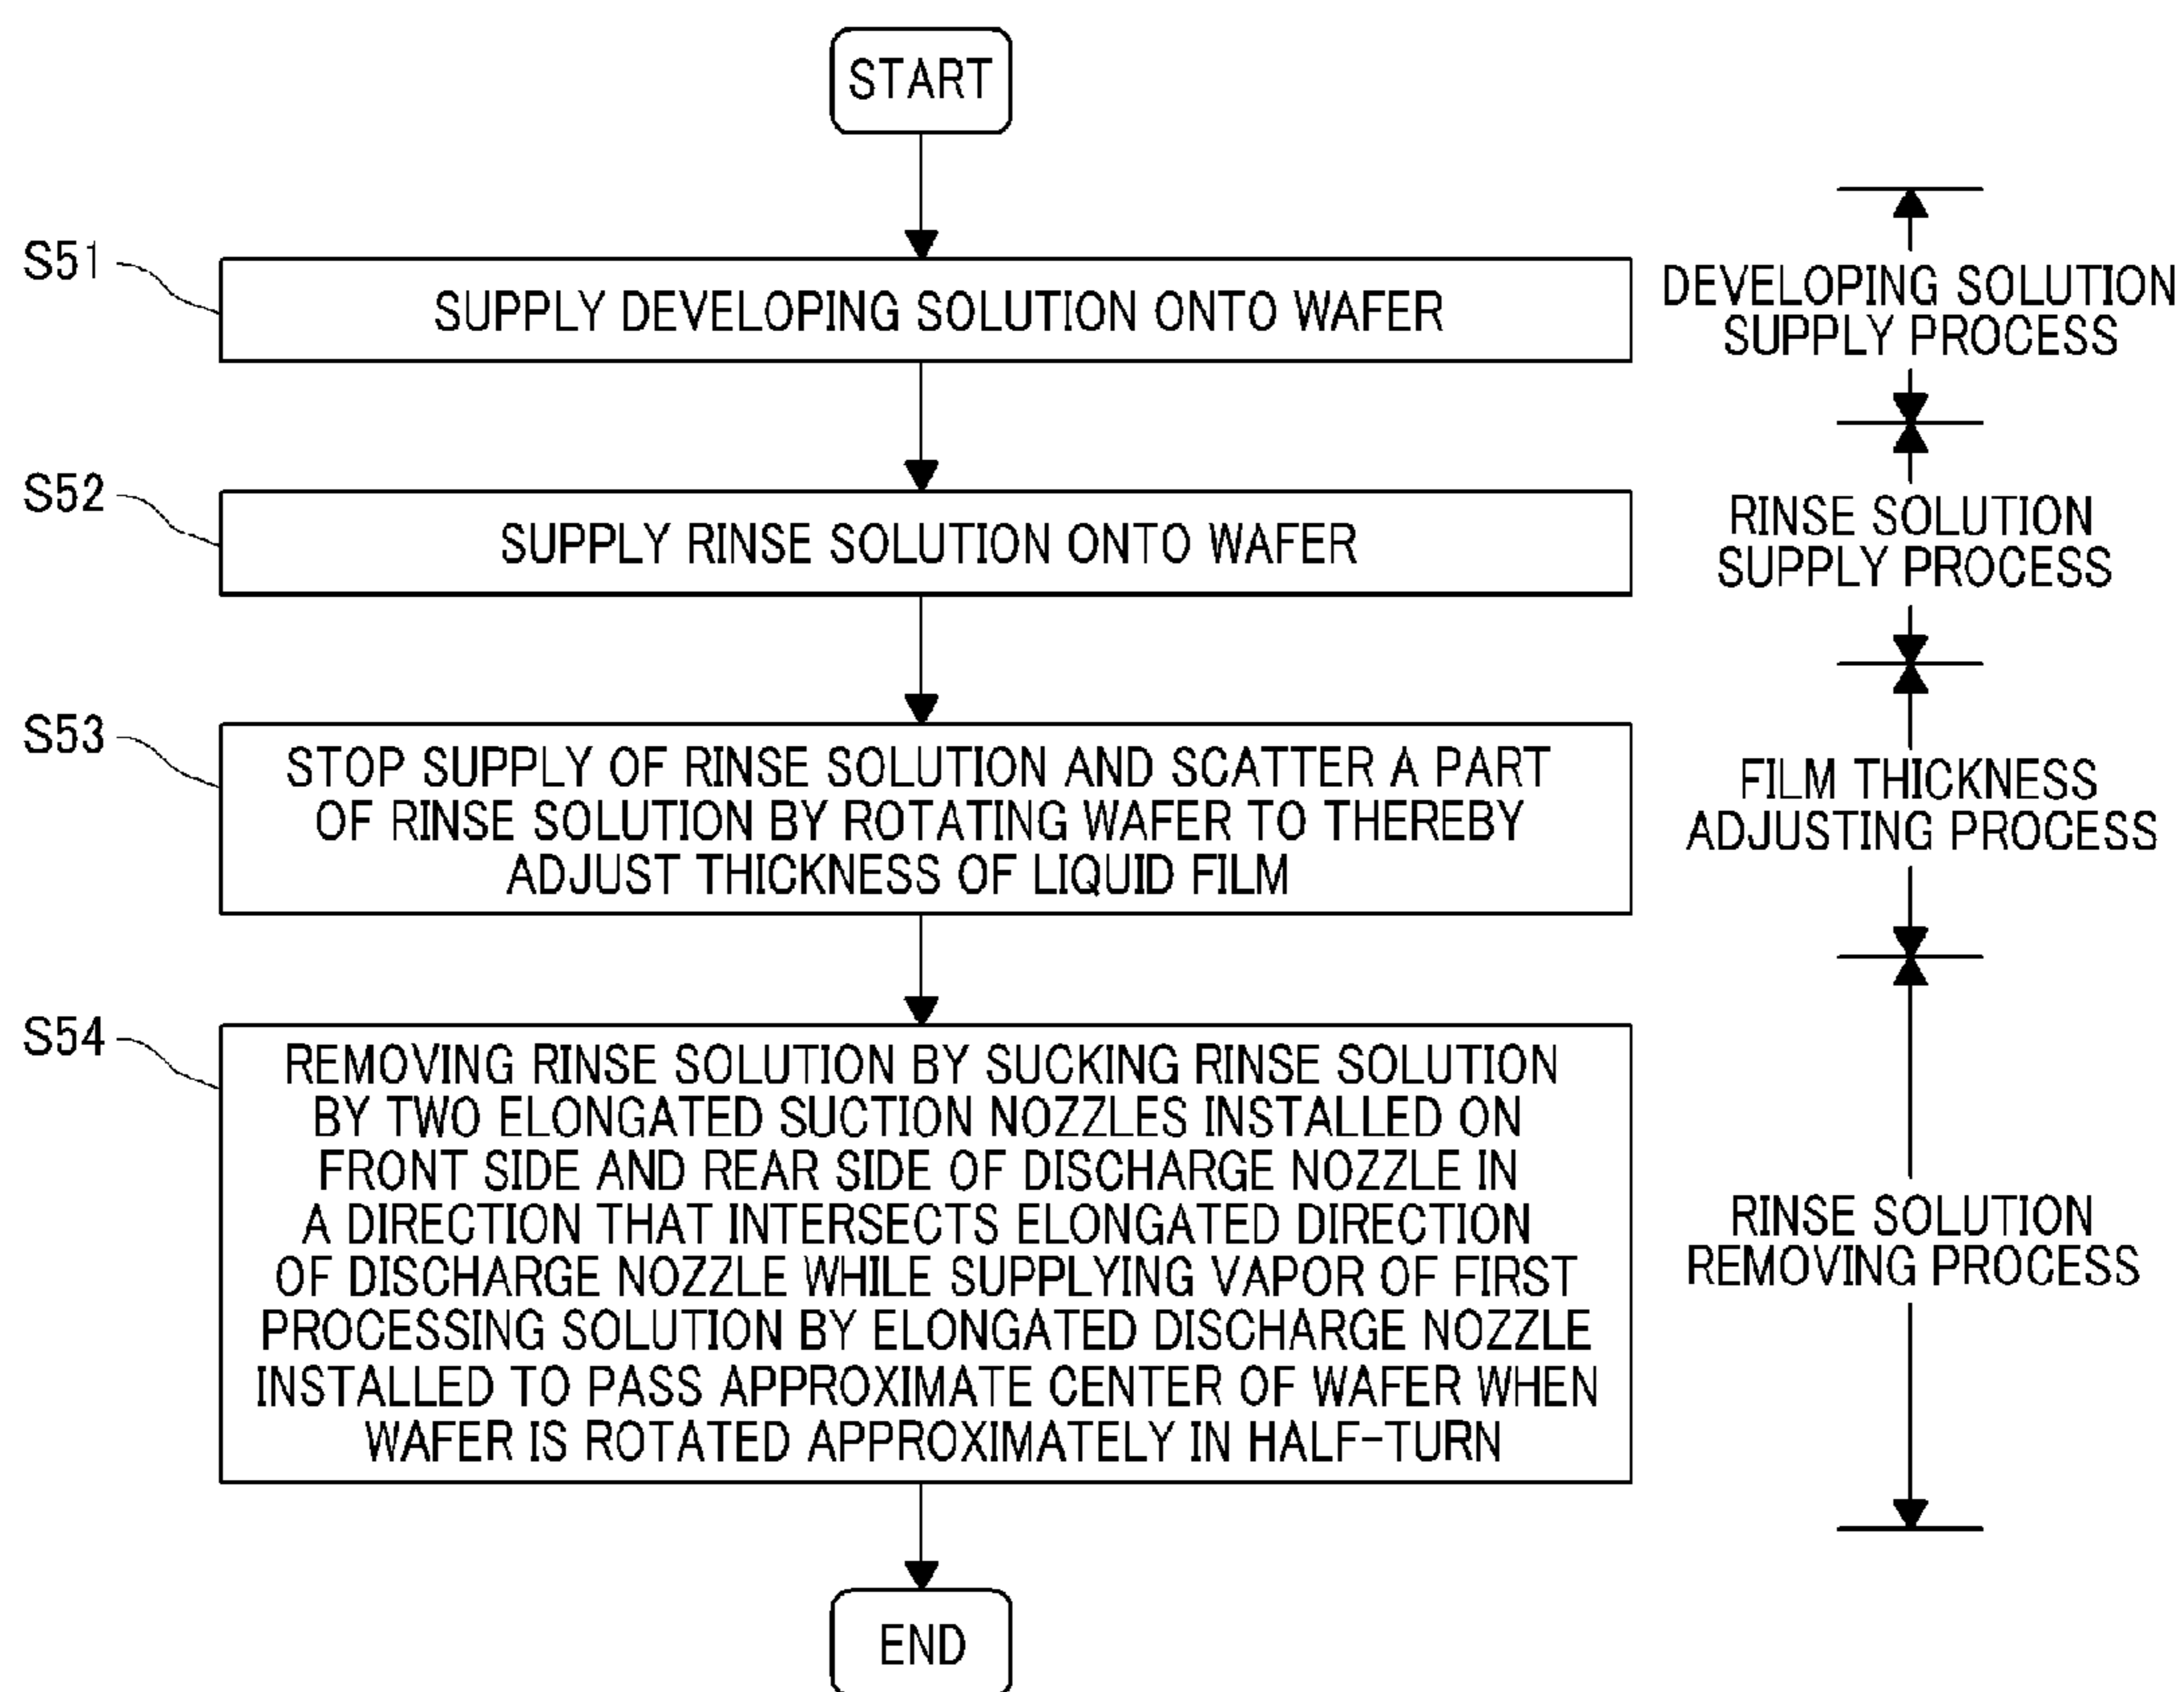 START
S51
SUPPLY DEVELOPING SOLUTION ONTO WAFER
DEVELOPING SOLUTION
SUPPLY PROCESS
S52
SUPPLY RINSE SOLUTION ONTO WAFER
RINSE SOLUTION
SUPPLY PROCESS
S53
STOP SUPPLY OF RINSE SOLUTION AND SCATTER A PART
OF RINSE SOLUTION BY ROTATING WAFER TO THEREBY
ADJUST THICKNESS OF LIQUID FILM
FILM THICKNESS
ADJUSTING PROCESS
S54
REMOVING RINSE SOLUTION BY SUCKING RINSE SOLUTION
BY TWO ELONGATED SUCTION NOZZLES INSTALLED ON
FRONT SIDE AND REAR SIDE OF DISCHARGE NOZZLE IN
A DIRECTION THAT INTERSECTS ELONGATED DIRECTION
OF DISCHARGE NOZZLE WHILE SUPPLYING VAPOR OF FIRST
PROCESSING SOLUTION BY ELONGATED DISCHARGE NOZZLE
INSTALLED TO PASS APPROXIMATE CENTER OF WAFER WHEN
WAFER IS ROTATED APPROXIMATELY IN HALF-TURN
RINSE SOLUTION
REMOVING PROCESS
END